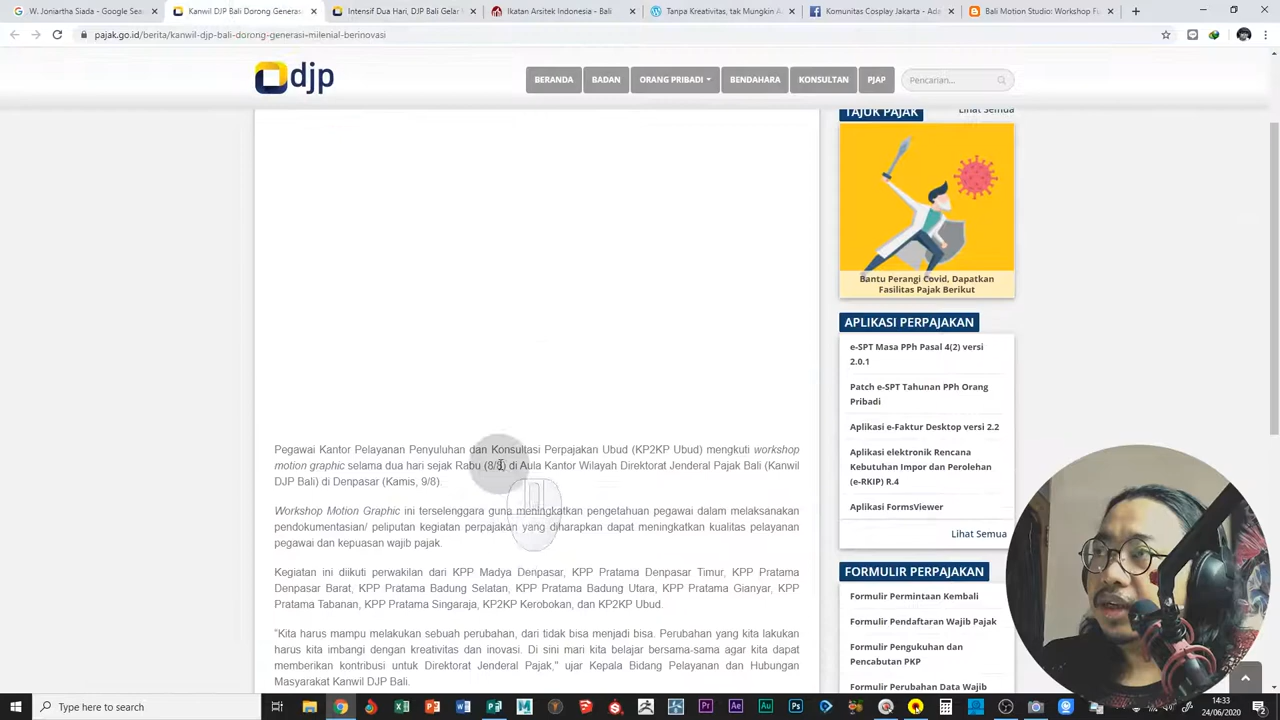 W. Joniartha Siada - Google Sear
Kanwil DJP Bali Dorong Generasi
Intensif Dua Hari, DJP Bali Gelar
Ikatan Arsitek Indonesia - Bali
Tanpa Kreatifitas, tak Mungkin A
Komunitas Cosplay Jakarta - Ada
Bali Motion Studio: Workshop Fu
pajak.go.id/berita/kanwil-djp-bali-dorong-generasi-milenial-berinovasi
djp
BERANDA
BADAN
ORANG PRIBADI
BENDAHARA
KONSULTAN
PJAP
Pencarian...
TAJUK PAJAK
Lihat Semua
Bantu Perangi Covid, Dapatkan
Fasilitas Pajak Berikut
APLIKASI PERPAJAKAN
e-SPT Masa PPh Pasal 4(2) versi
2.0.1
Patch e-SPT Tahunan PPh Orang
Pribadi
Aplikasi e-Faktur Desktop versi 2.2
Aplikasi elektronik Rencana
Kebutuhan Impor dan Perolehan
(e-RKIP) R.4
Aplikasi FormsViewer
Lihat Semua
FORMULIR PERPAJAKAN
Formulir Permintaan Kembali
Formulir Pendaftaran Wajib Pajak
Formulir Pengukuhan dan
Pencabutan PKP
Formulir Perubahan Data Wajib
Pegawai Kantor Pelayanan Penyuluhan dan Konsultasi Perpajakan Ubud (KP2KP Ubud) mengkuti workshop
motion graphic selama dua hari sejak Rabu di Aula Kantor Wilayah Direktorat Jenderal Pajak Bali (Kanwil
DJP Bali) di Denpasar (Kamis, 9/8).
Workshop Motion Graphic ini terselenggara guna meningkatkan pengetahuan pegawai dalam melaksanakan
pendokumentasian/ peliputan kegiatan perpajakan yang diharapkan dapat meningkatkan kualitas pelayanan
pegawai dan kepuasan wajib pajak.
Kegiatan ini diikuti perwakilan dari KPP Madya Denpasar, KPP Pratama Denpasar Timur, KPP Pratama
Denpasar Barat, KPP Pratama Badung Selatan, KPP Pratama Badung Utara, KPP Pratama Gianyar, KPP
Pratama Tabanan, KPP Pratama Singaraja, KP2KP Kerobokan, dan KP2KP Ubud.
"Kita harus mampu melakukan sebuah perubahan, dari tidak bisa menjadi bisa. Perubahan yang kita lakukan
harus kita imbangi dengan kreativitas dan inovasi. Di sini mari kita belajar bersama-sama agar kita dapat
memberikan kontribusi untuk Direktorat Jenderal Pajak," ujar Kepala Bidang Pelayanan dan Hubungan
Masyarakat Kanwil DJP Bali.
Type here to search
14:33
24/06/2020